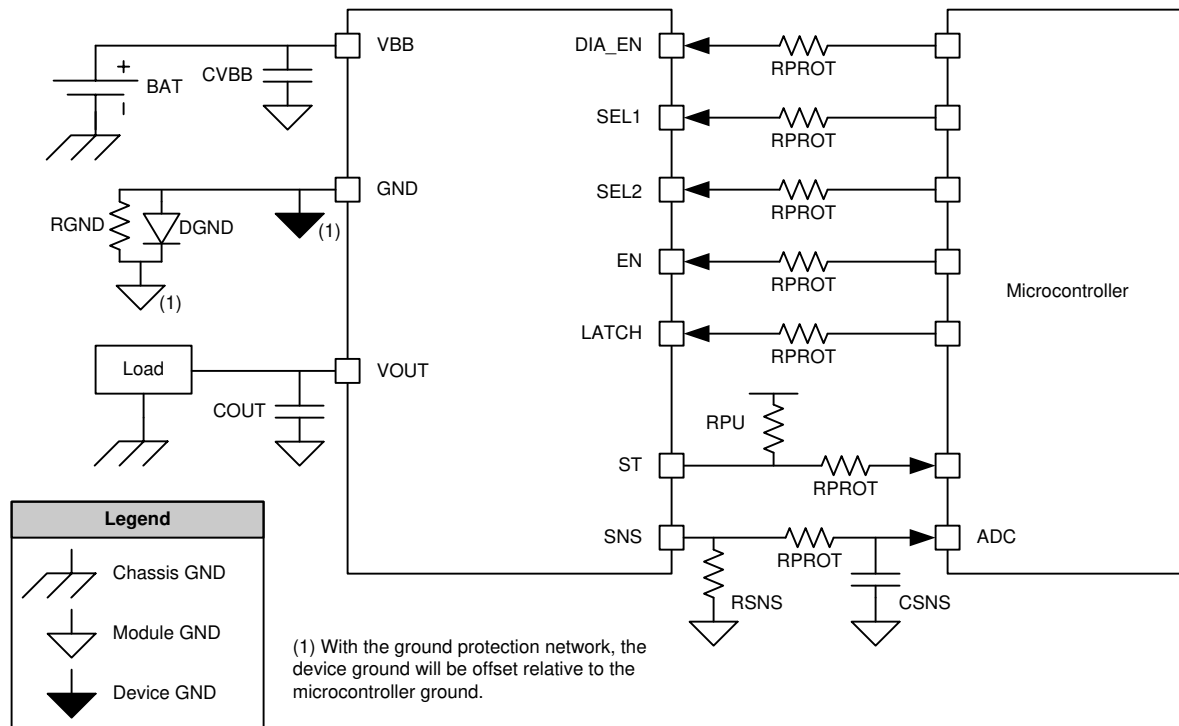 VBB
DIA_EN
RPROT
+
BAT
CVBB
SEL1
RPROT
GND
SEL2
RPROT
RGND
DGND
(1)
(1)
EN
RPROT
Microcontroller
LATCH
RPROT
Load
VOUT
COUT
RPU
ST
RPROT
SNS
RPROT
ADC
RSNS
CSNS
Legend
Chassis GND
Module GND
Device GND
(1) With the ground protection network, the
device ground will be offset relative to the
microcontroller ground.